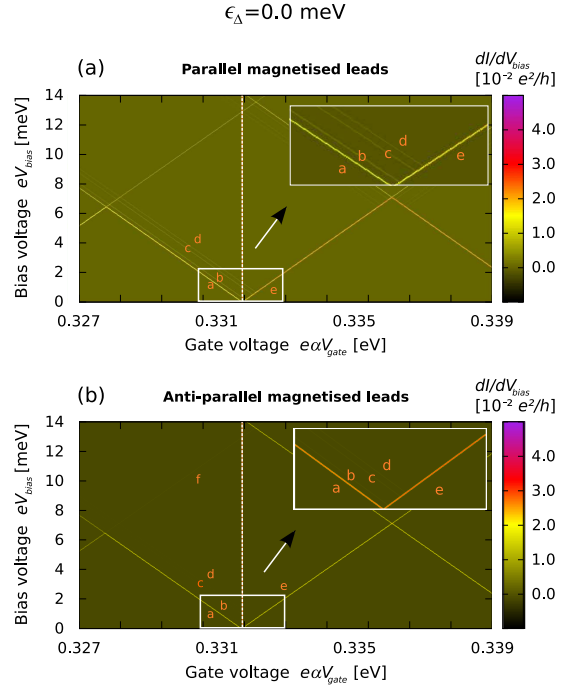 ϵ_Δ=0.0 meV
(a) Parallel magnetised leads
dI/dV_bias
[10⁻² e²/h]
Bias voltage eV_bias [meV]
14
12
10
8
6
4
2
0
a b c d e
a b c d e
5.0
4.0
3.0
2.0
1.0
0.0
0.327 0.331 0.335 0.339
Gate voltage eαV_gate [eV]
(b) Anti-parallel magnetised leads
dI/dV_bias
[10⁻² e²/h]
Bias voltage eV_bias [meV]
14
12
10
8
6
4
2
0
a b c d e
f
a b c d e
5.0
4.0
3.0
2.0
1.0
0.0
0.327 0.331 0.335 0.339
Gate voltage eαV_gate [eV]